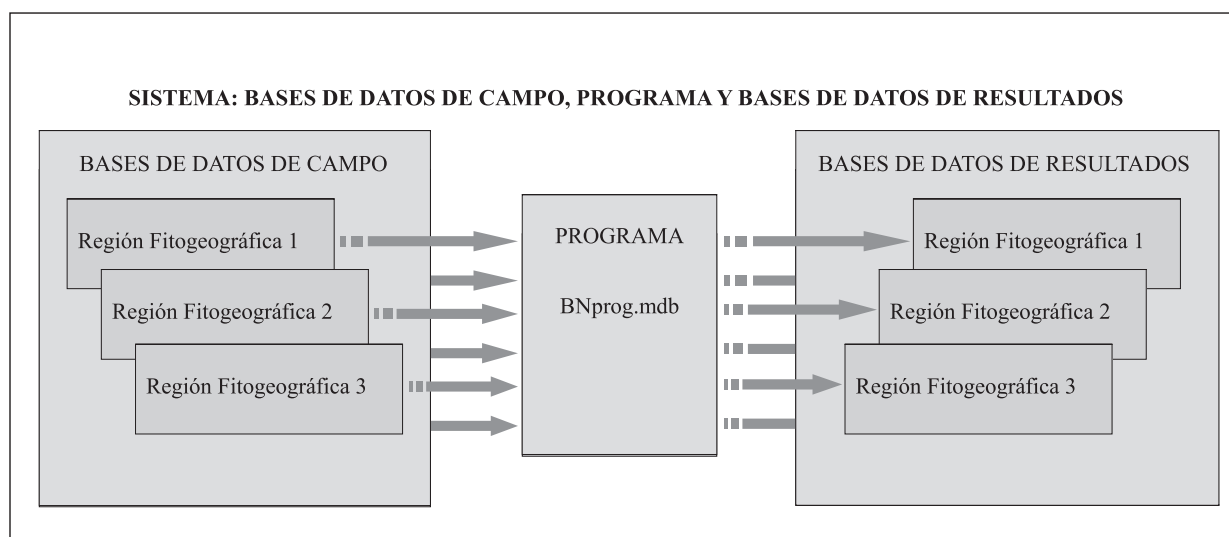 SISTEMA: BASES DE DATOS DE CAMPO, PROGRAMA Y BASES DE DATOS DE RESULTADOS
BASES DE DATOS DE CAMPO
Región Fitogeográfica 1
Región Fitogeográfica 2
Región Fitogeográfica 3
PROGRAMA
BNprog.mdb
BASES DE DATOS DE RESULTADOS
Región Fitogeográfica 1
Región Fitogeográfica 2
Región Fitogeográfica 3